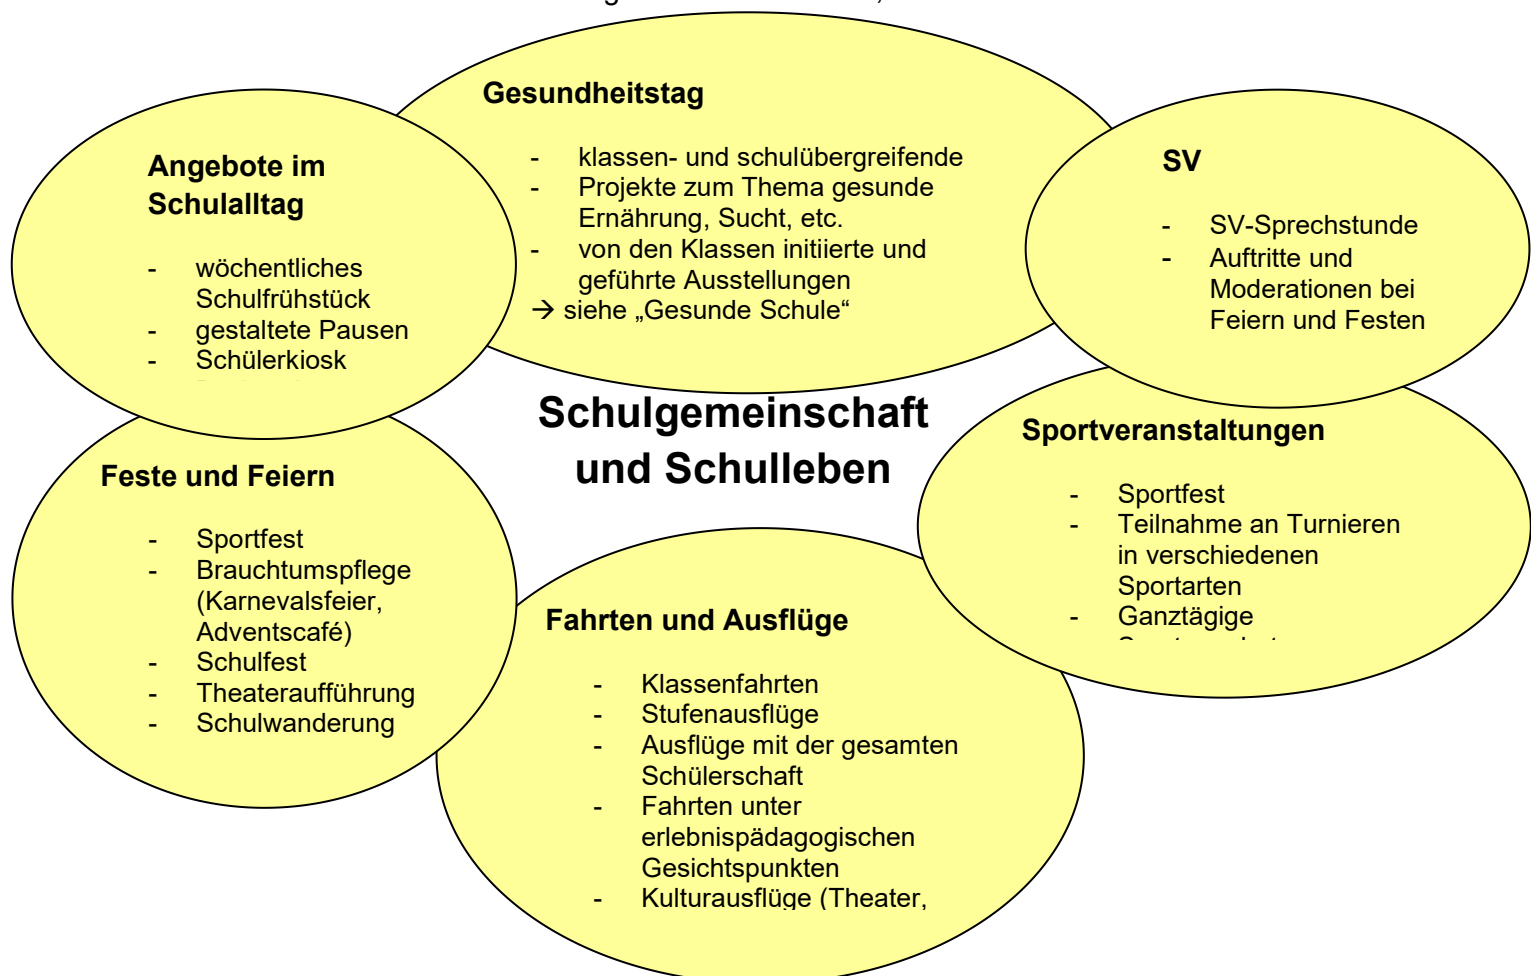 Gesundheitstag
- klassen- und schulübergreifende
- Projekte zum Thema gesunde
Ernährung, Sucht, etc.
- von den Klassen initiierte und
geführte Ausstellungen
→ siehe „Gesunde Schule“
Angebote im
Schulalltag
- wöchentliches
Schulfrühstück
- gestaltete Pausen
- Schülerkiosk
SV
- SV-Sprechstunde
- Auftritte und
Moderationen bei
Feiern und Festen
Schulgemeinschaft
und Schulleben
Feste und Feiern
- Sportfest
- Brauchtumspflege
(Karnevalsfeier,
Adventscafé)
- Schulfest
- Theateraufführung
- Schulwanderung
Sportveranstaltungen
- Sportfest
- Teilnahme an Turnieren
in verschiedenen
Sportarten
- Ganztägige
Fahrten und Ausflüge
- Klassenfahrten
- Stufenausflüge
- Ausflüge mit der gesamten
Schülerschaft
- Fahrten unter
erlebnispädagogischen
Gesichtspunkten
- Kulturausflüge (Theater,